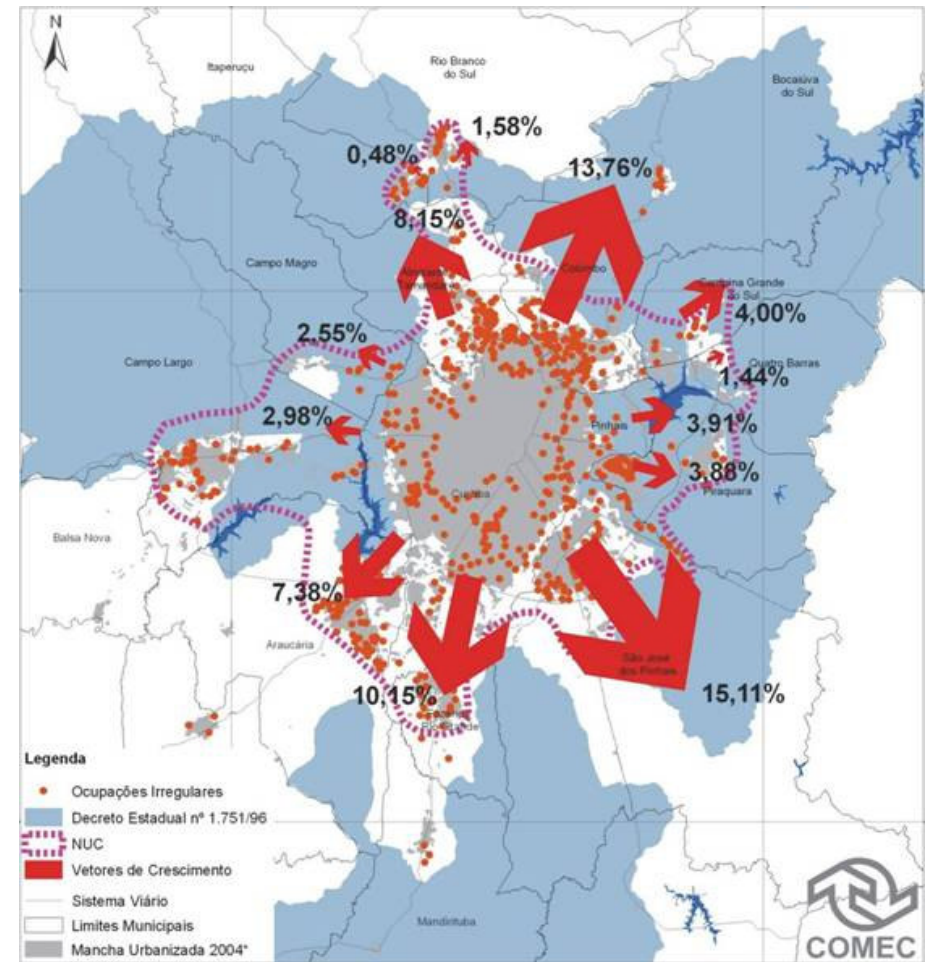 N
Itaperuçu
Rio Branco
do Sul
Bocaiúva
do Sul
1,58%
0,48%
13,76%
8,15%
Campo Magro
Almirante
Tamandaré
Colombo
Campina Grande
do Sul
4,00%
2,55%
Campo Largo
Quatro Barras
1,44%
2,98%
Pinhais
3,91%
3,88%
Piraquara
Curitiba
Balsa Nova
7,38%
Araucária
São José
dos Pinhais
10,15%
15,11%
Rio Grande
Legenda
Ocupações Irregulares
Decreto Estadual nº 1.751/96
NUC
Vetores de Crescimento
Sistema Viário
Limites Municipais
Mancha Urbanizada 2004*
Mandirituba
COMEC